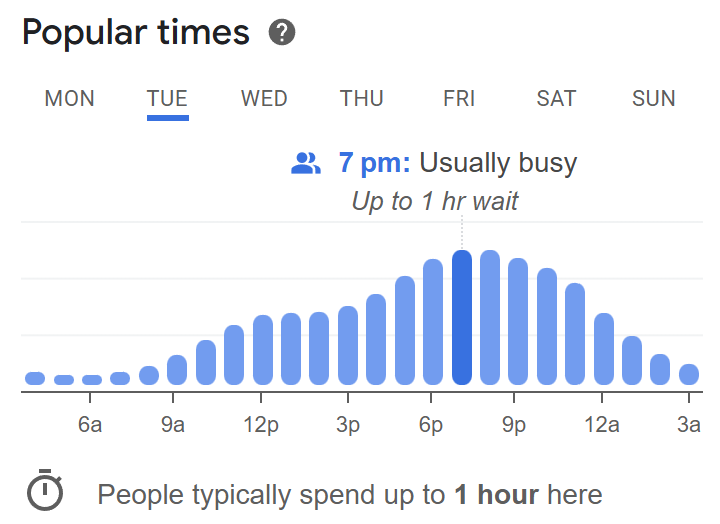 Popular times ?
MON TUE WED THU FRI SAT SUN
7 pm: Usually busy
Up to 1 hr wait
6a 9a 12p 3p 6p 9p 12a 3a
People typically spend up to 1 hour here